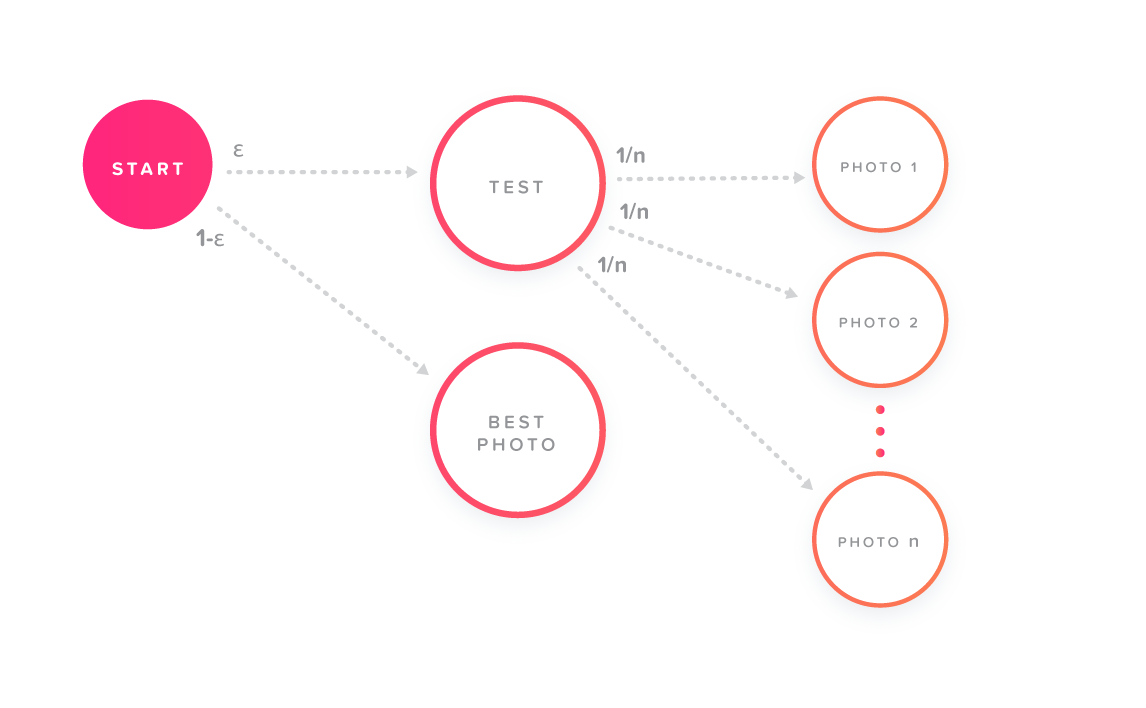 START
ε
1-ε
TEST
BEST
PHOTO
1/n
1/n
1/n
PHOTO 1
PHOTO 2
PHOTO n